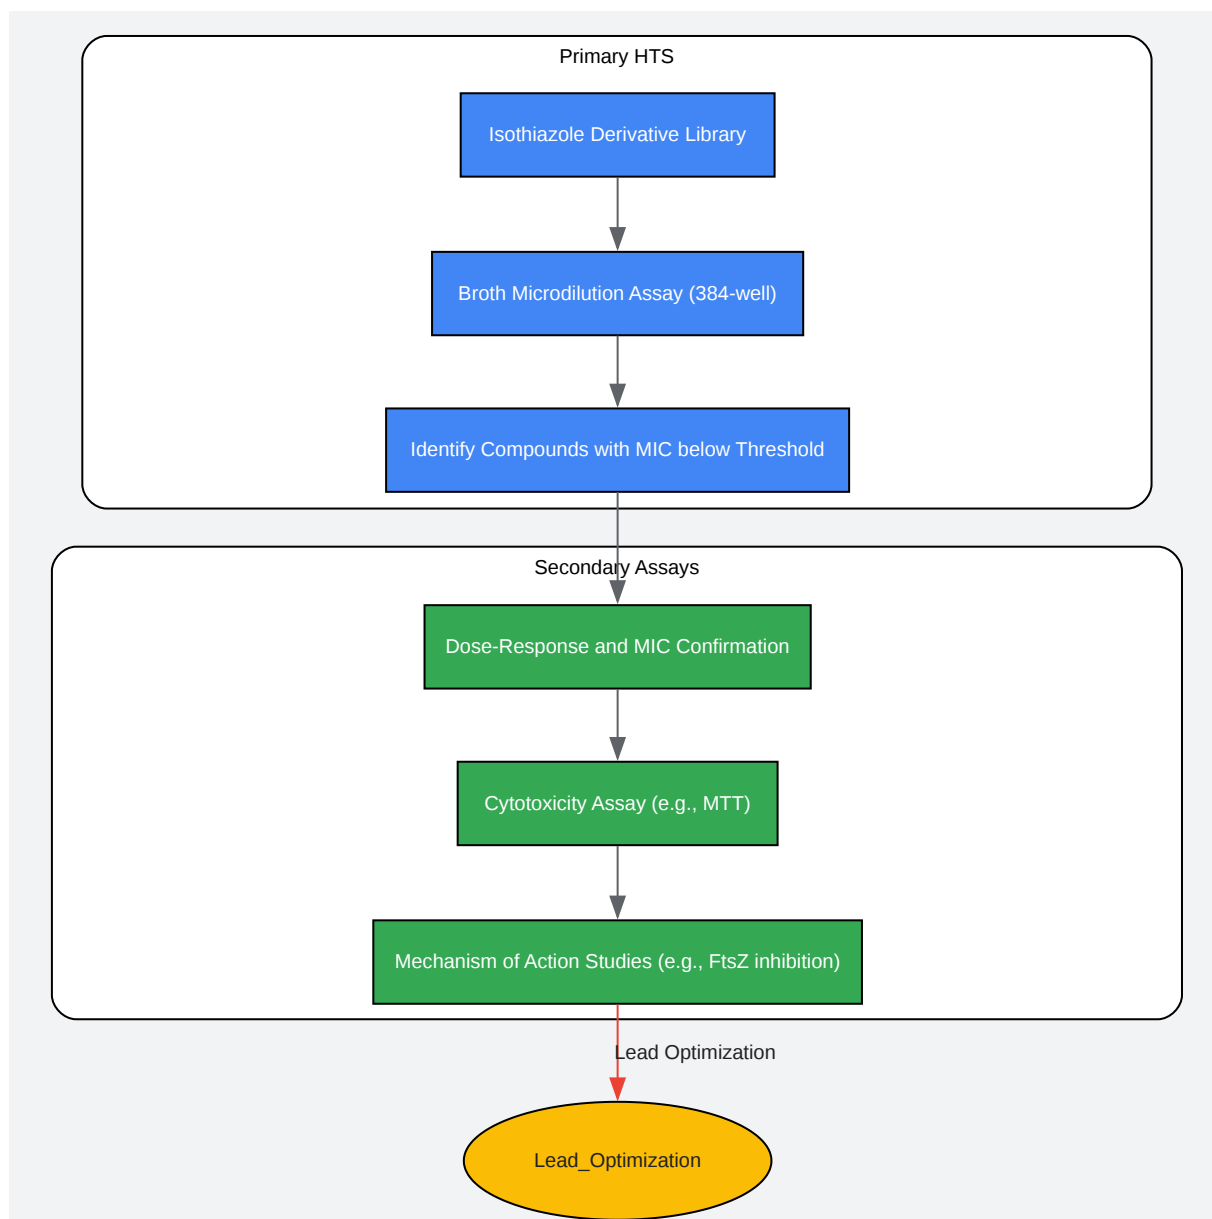 Primary HTS
Isothiazole Derivative Library
Broth Microdilution Assay (384-well)
Identify Compounds with MIC below Threshold
Secondary Assays
Dose-Response and MIC Confirmation
Cytotoxicity Assay (e.g., MTT)
Mechanism of Action Studies (e.g., FtsZ inhibition)
Lead Optimization
Lead_Optimization